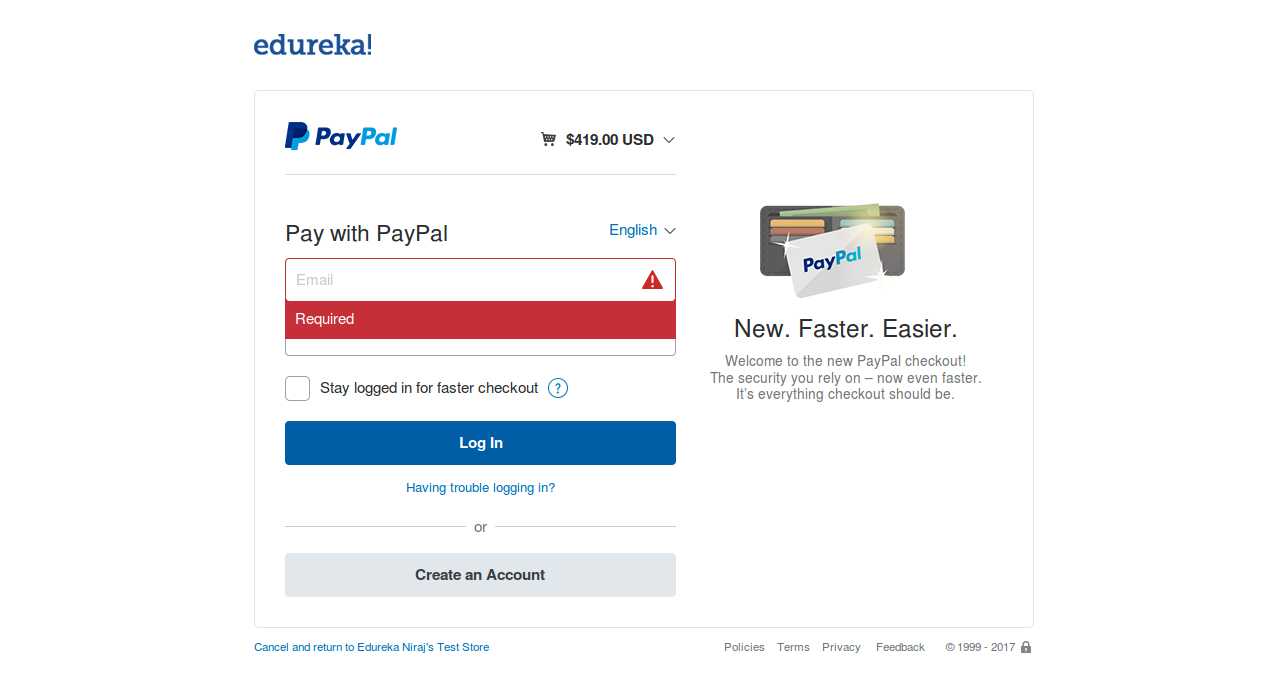 edureka!
PayPal
$419.00 USD
Pay with PayPal
English
Email
Required
Stay logged in for faster checkout
?
Log In
Having trouble logging in?
or
Create an Account
PayPal
New. Faster. Easier.
Welcome to the new PayPal checkout!
The security you rely on – now even faster.
It's everything checkout should be.
Cancel and return to Edureka Niraj's Test Store
Policies Terms Privacy Feedback © 1999 - 2017